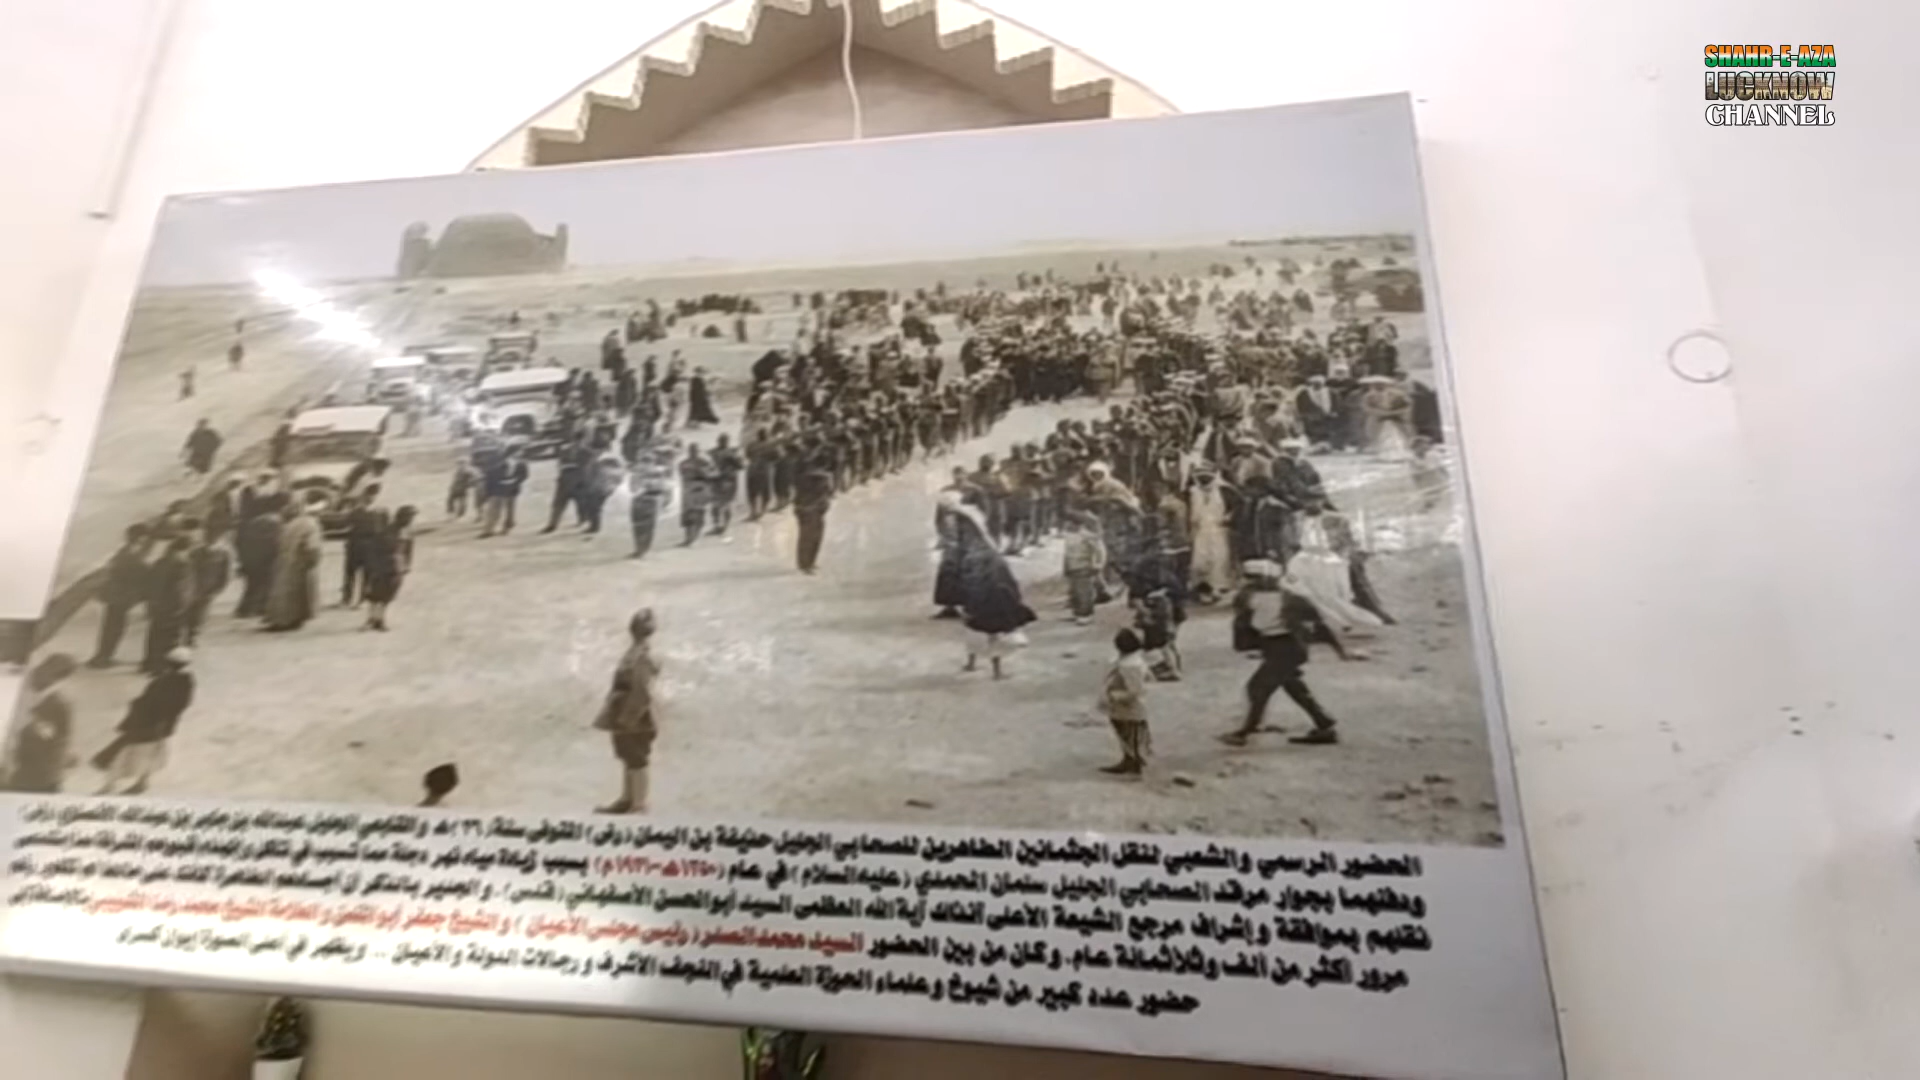 SHAHR-E-AZA
LUCKNOW
CHANNEL
الحضور الرسمي والشعبي لنقل الجثمانين الطاهرين للصحابي الجليل حذيفة بن اليمان (رض) المتوفى سنة (٣٦)هـ والتابعي الجليل عبدالله بن جابر بن عبدالله الأنصاري (رض)
ودفنهما بجوار مرقد الصحابي الجليل سلمان المحمدي (عليه السلام) في عام (١٣٥٠هـ-١٩٣١م) بسبب زيادة مياه نهر دجلة مما تسبب في
نقلهم بموافقة وإشراف مرجع الشيعة الأعلى آنذاك آية الله العظمى السيد أبو الحسن الأصفهاني (قدس). والجدير بالذكر أن أجسادهم الطاهرة كانت على حالها
مرور أكثر من ألف وثلاثمائة عام. وكان من بين الحضور السيد محمد الصدر (رئيس مجلس الأعيان) والشيخ جعفر أبو التمن والعلامة الشيخ محمد رضا الشبيبي بالإضافة إلى
حضور عدد كبير من شيوخ وعلماء الحوزة العلمية في النجف الأشرف ورجالات الدولة والأعيان .. ويظهر في أعلى الصورة إيوان كسرى